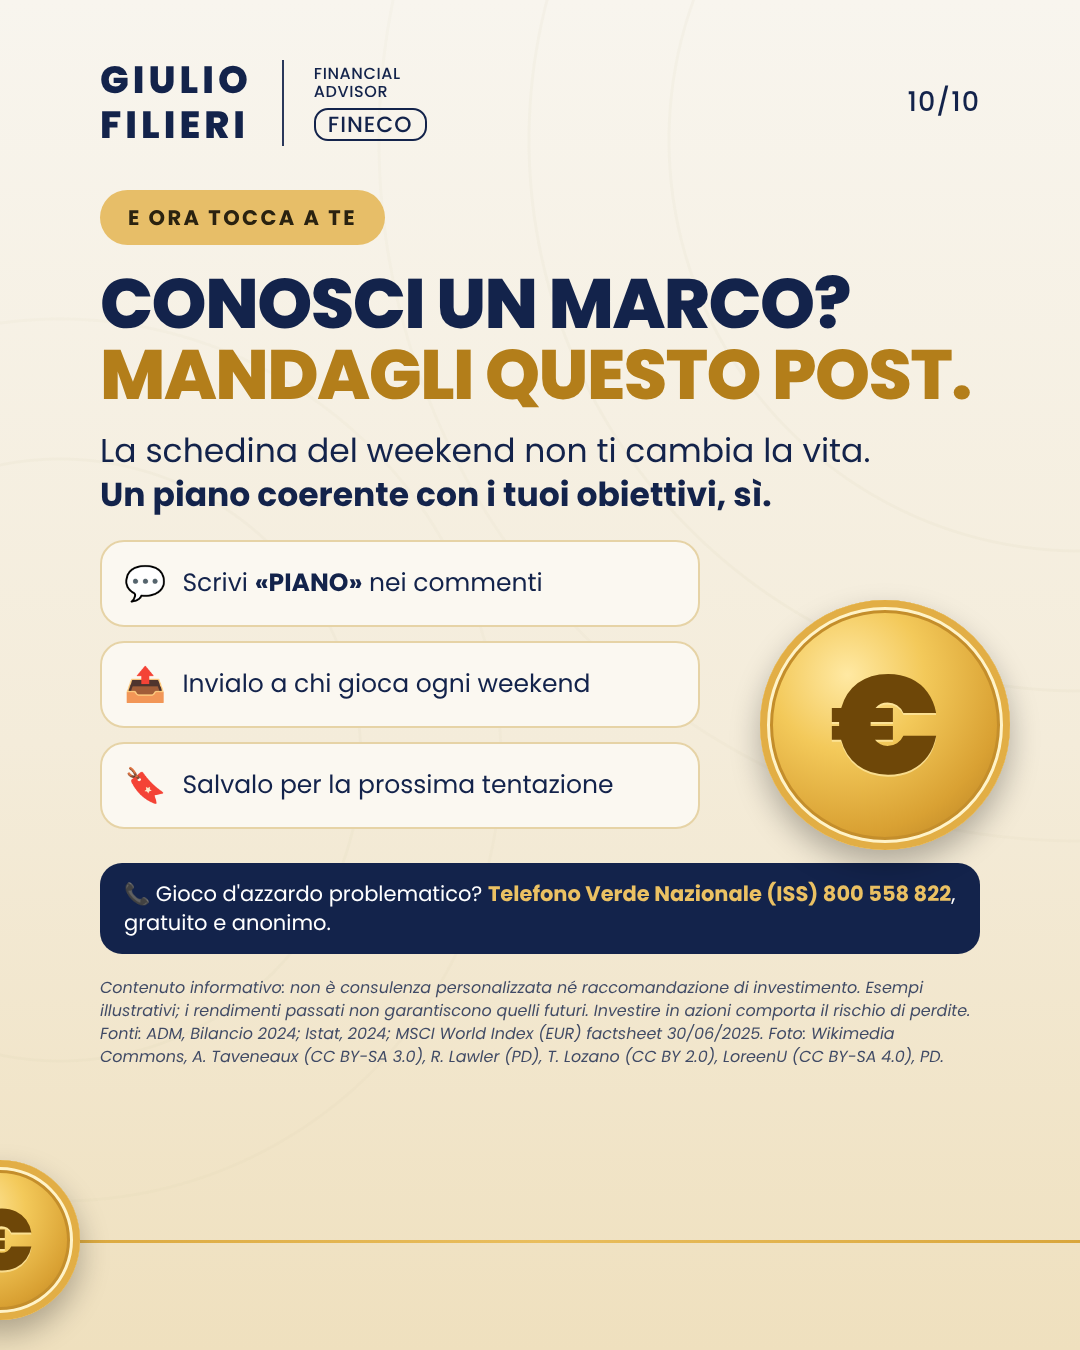 GIULIO
FILIERI
FINANCIAL
ADVISOR
FINECO
10/10
E ORA TOCCA A TE
CONOSCI UN MARCO?
MANDAGLI QUESTO POST.
La schedina del weekend non ti cambia la vita.
Un piano coerente con i tuoi obiettivi, sì.
Scrivi «PIANO» nei commenti
Invialo a chi gioca ogni weekend
Salvalo per la prossima tentazione
€
Gioco d'azzardo problematico? Telefono Verde Nazionale (ISS) 800 558 822,
gratuito e anonimo.
Contenuto informativo: non è consulenza personalizzata né raccomandazione di investimento. Esempi
illustrativi; i rendimenti passati non garantiscono quelli futuri. Investire in azioni comporta il rischio di perdite.
Fonti: ADM, Bilancio 2024; Istat, 2024; MSCI World Index (EUR) factsheet 30/06/2025. Foto: Wikimedia
Commons, A. Taveneaux (CC BY-SA 3.0), R. Lawler (PD), T. Lozano (CC BY 2.0), LoreenU (CC BY-SA 4.0), PD.
€